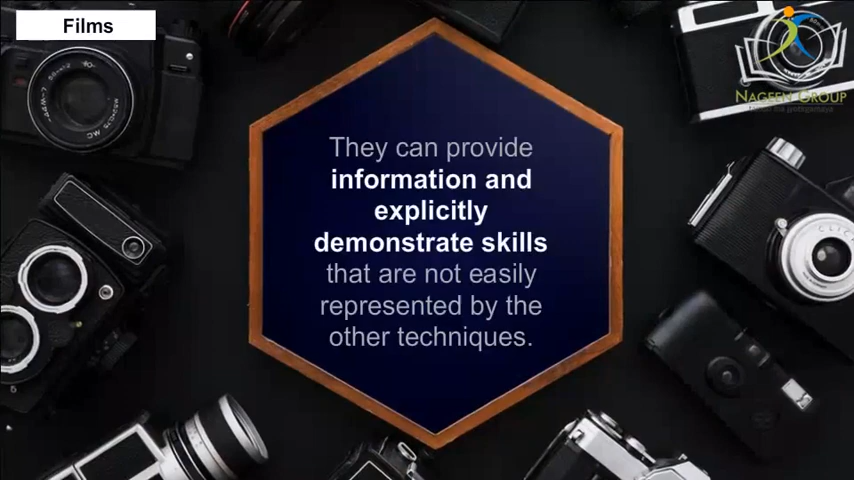 Films
NAGEEN GROUP
They can provide
information and
explicitly
demonstrate skills
that are not easily
represented by the
other techniques.
CLICK